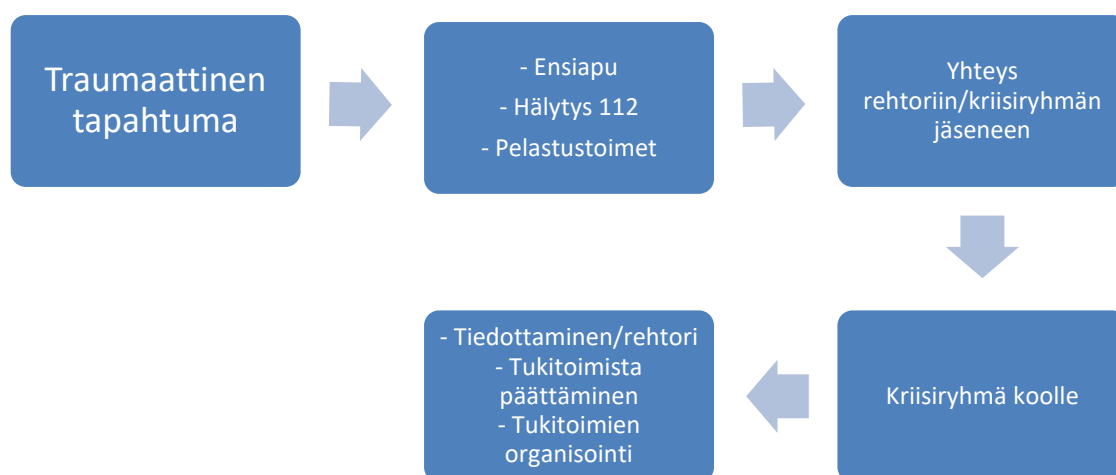 Traumaattinen
tapahtuma
- Ensiapu
- Hälytys 112
- Pelastustoimet
Yhteys
rehtoriin/kriisiryhmän
jäseneen
Kriisiryhmä koolle
- Tiedottaminen/rehtori
- Tukitoimista
päättäminen
- Tukitoimien
organisointi